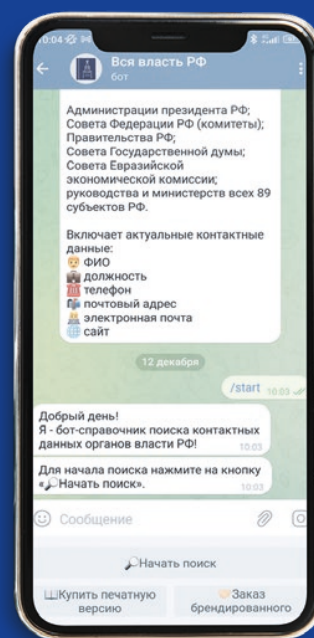 10:04
Вся власть РФ
бот
Администрации президента РФ;
Совета Федерации РФ (комитеты);
Правительства РФ;
Совета Государственной думы;
Совета Евразийской
экономической комиссии;
руководства и министерств всех 89
субъектов РФ.
Включает актуальные контактные
данные:
ФИО
должность
телефон
почтовый адрес
электронная почта
сайт
12 декабря
/start 10:03
Добрый день!
Я - бот-справочник поиска контактных
данных органов власти РФ!
10:03
Для начала поиска нажмите на кнопку
«🔎Начать поиск».
10:03
Сообщение
🔎Начать поиск
Купить печатную
версию
Заказ
брендированного